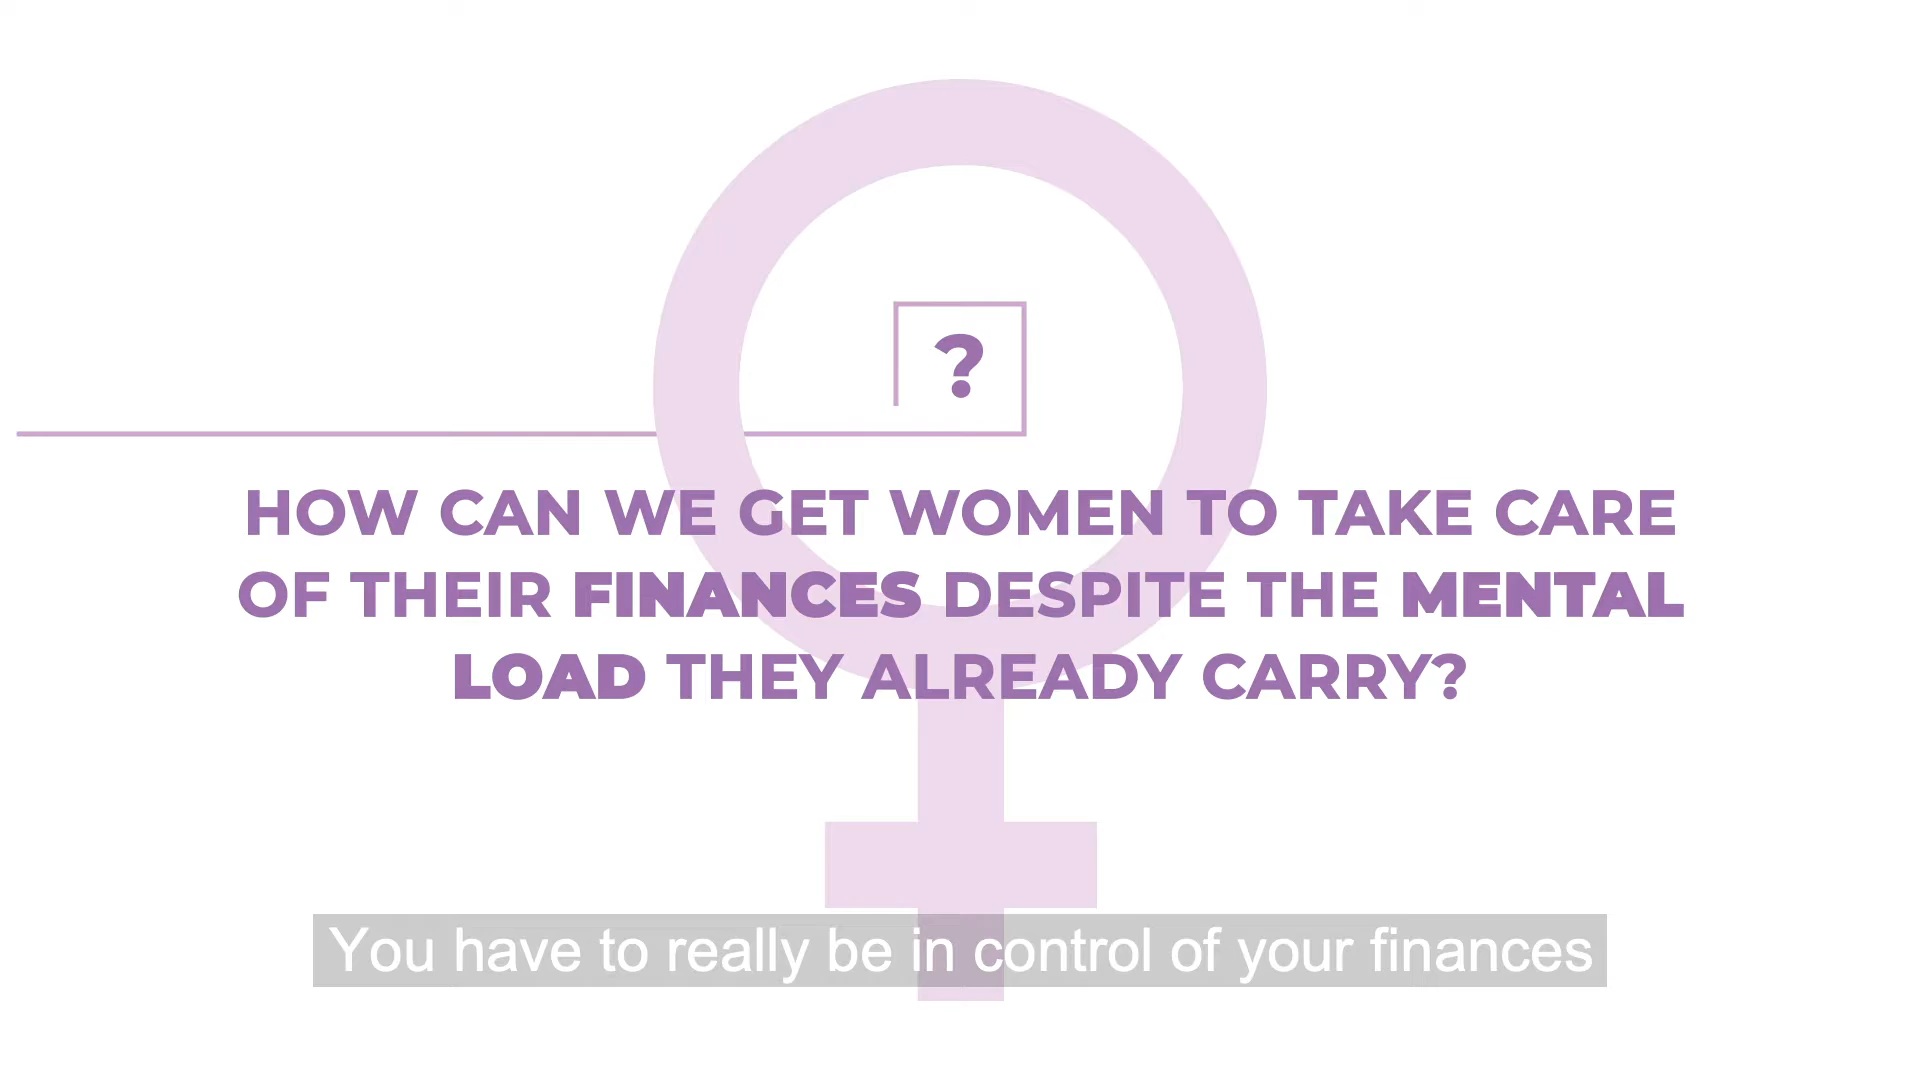 ?
HOW CAN WE GET WOMEN TO TAKE CARE
OF THEIR FINANCES DESPITE THE MENTAL
LOAD THEY ALREADY CARRY?
You have to really be in control of your finances